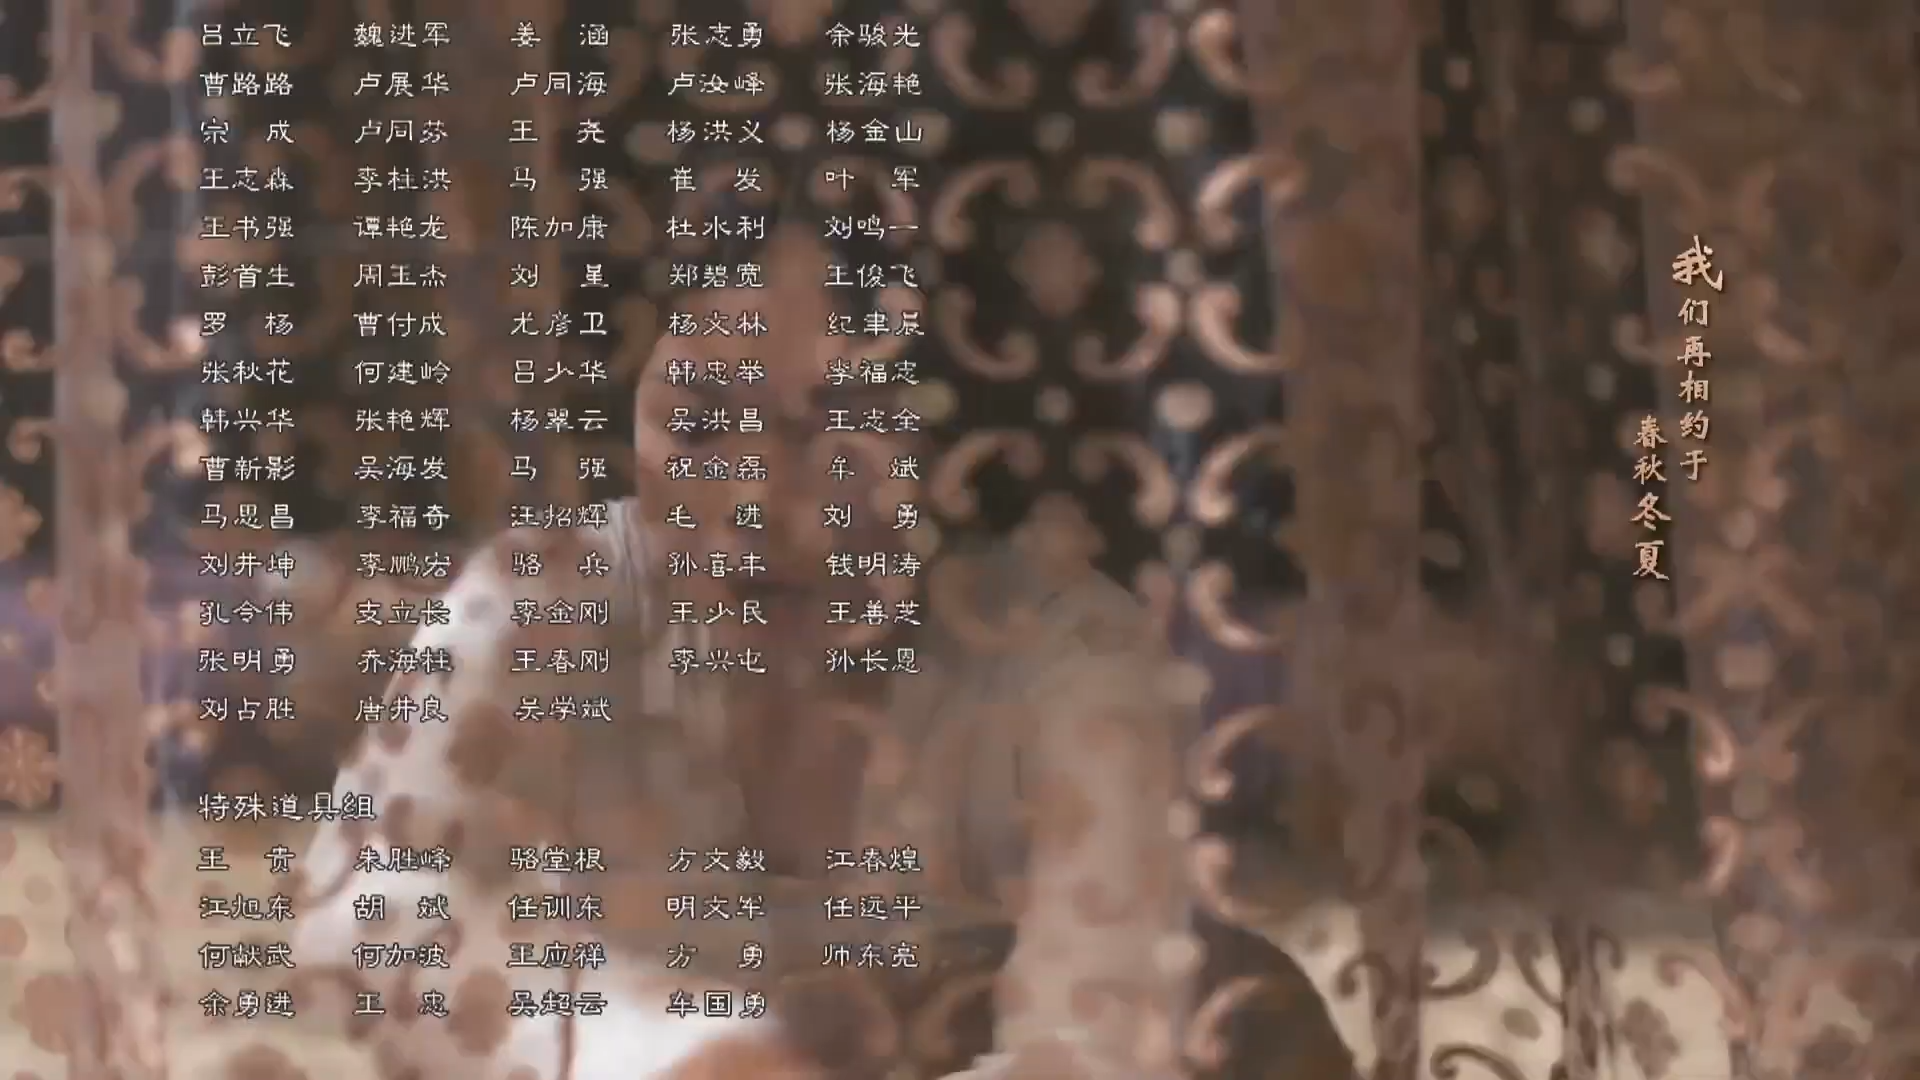 吕立飞 魏进军 姜 涵 张志勇 余骏光
曹路路 卢展华 卢同海 卢汝峰 张海艳
宗 成 卢同芬 王 尧 杨洪义 杨金山
王志森 李柱洪 马 强 崔 发 叶 军
王书强 谭艳龙 陈加康 杜水利 刘鸣一
彭首生 周玉杰 刘 星 郑碧宽 王俊飞
罗 杨 曹付成 尤彦卫 杨文林 纪聿晨
张秋花 何建岭 吕少华 韩忠举 李福志
韩兴华 张艳辉 杨翠云 吴洪昌 王志全
曹新影 吴海发 马 强 祝金磊 牟 斌
马思昌 李福奇 汪招辉 毛 进 刘 勇
刘井坤 李鹏宏 骆 兵 孙喜丰 钱明涛
孔令伟 支立长 李金刚 王少民 王善芝
张明勇 乔海柱 王春刚 李兴屯 孙长恩
刘占胜 唐井良 吴学斌
特殊道具组
王 贵 朱胜峰 骆堂根 方文毅 江春煌
江旭东 胡 斌 任训东 明文军 任远平
何献武 何加波 王应祥 方 勇 帅东亮
余勇进 王 忠 吴超云 车国勇
我们再相约于
春秋冬夏